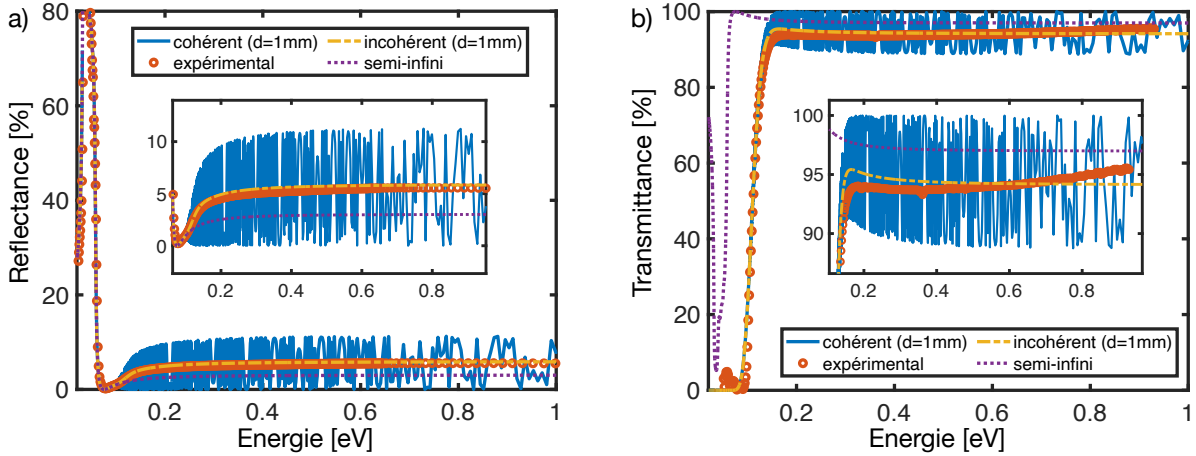 a)
Reflectance [%]
80
60
40
20
0
cohérent (d=1mm)
incohérent (d=1mm)
expérimental
semi-infini
10
5
0
0.2 0.4 0.6 0.8
0.2 0.4 0.6 0.8 1
Energie [eV]
b)
Transmittance [%]
100
80
60
40
20
0
100
95
90
0.2 0.4 0.6 0.8
cohérent (d=1mm)
incohérent (d=1mm)
expérimental
semi-infini
0.2 0.4 0.6 0.8 1
Energie [eV]